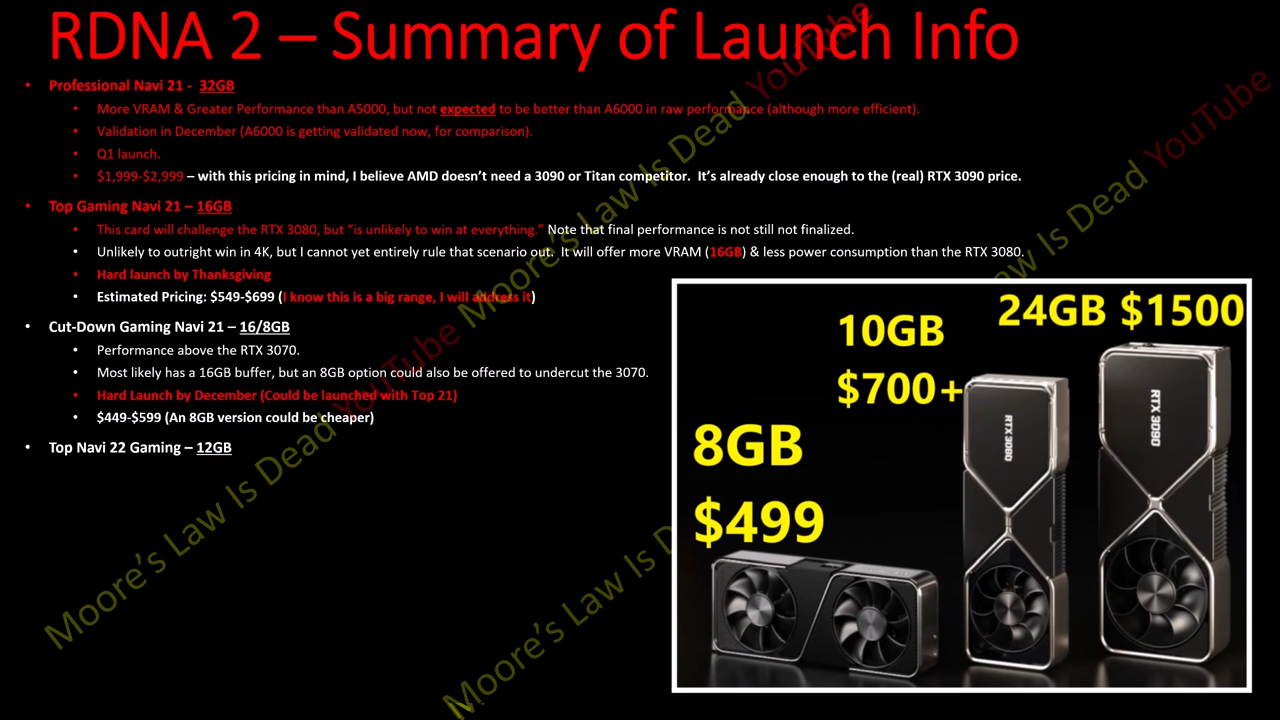 RDNA 2 – Summary of Launch Info
• Professional Navi 21 - 32GB
• More VRAM & Greater Performance than A5000, but not expected to be better than A6000 in raw performance (although more efficient).
• Validation in December (A6000 is getting validated now, for comparison).
• Q1 launch.
• $1,999-$2,999 – with this pricing in mind, I believe AMD doesn't need a 3090 or Titan competitor. It's already close enough to the (real) RTX 3090 price.
• Top Gaming Navi 21 – 16GB
• This card will challenge the RTX 3080, but "is unlikely to win at everything." Note that final performance is not still not finalized.
• Unlikely to outright win in 4K, but I cannot yet entirely rule that scenario out. It will offer more VRAM (16GB) & less power consumption than the RTX 3080.
• Hard launch by Thanksgiving
• Estimated Pricing: $549-$699 (I know this is a big range, I will address it)
• Cut-Down Gaming Navi 21 – 16/8GB
• Performance above the RTX 3070.
• Most likely has a 16GB buffer, but an 8GB option could also be offered to undercut the 3070.
• Hard Launch by December (Could be launched with Top 21)
• $449-$599 (An 8GB version could be cheaper)
• Top Navi 22 Gaming – 12GB
8GB
$499
10GB
$700+
24GB $1500
RTX 3080
RTX 3090
Moore's Law Is Dead YouTube Moore's Law Is Dead YouTube
Moore's Law Is Dead
w Is Dead YouTube